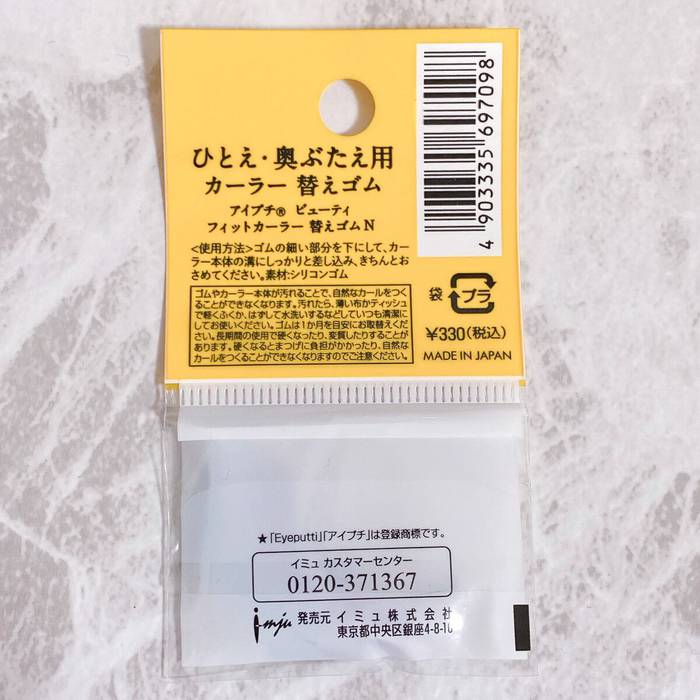 ひとえ・奥ぶたえ用
カーラー 替えゴム
アイプチ® ビューティ
フィットカーラー 替えゴムN
<使用方法>ゴムの細い部分を下にして、カー
ラー本体の溝にしっかりと差し込み、きちんとお
さめてください。素材:シリコンゴム
ゴムやカーラー本体が汚れることで、自然なカールをつく
ることができなくなります。汚れたら、薄い布かティッシュ
で軽くふくか、はずして水洗いするなどしていつも清潔に
してお使いください。ゴムは1か月を目安にお取替えくだ
さい。長期間の使用で硬くなったり、変質したりすることが
あります。硬くなるとまつげに負担がかかったり、自然な
カールをつくることができなくなりますのでご注意ください。
4 903335 697098
袋 プラ
¥330(税込)
MADE IN JAPAN
★「Eyeputti」「アイプチ」は登録商標です。
イミュ カスタマーセンター
0120-371367
imju 発売元 イミュ株式会社
東京都中央区銀座4-8-10